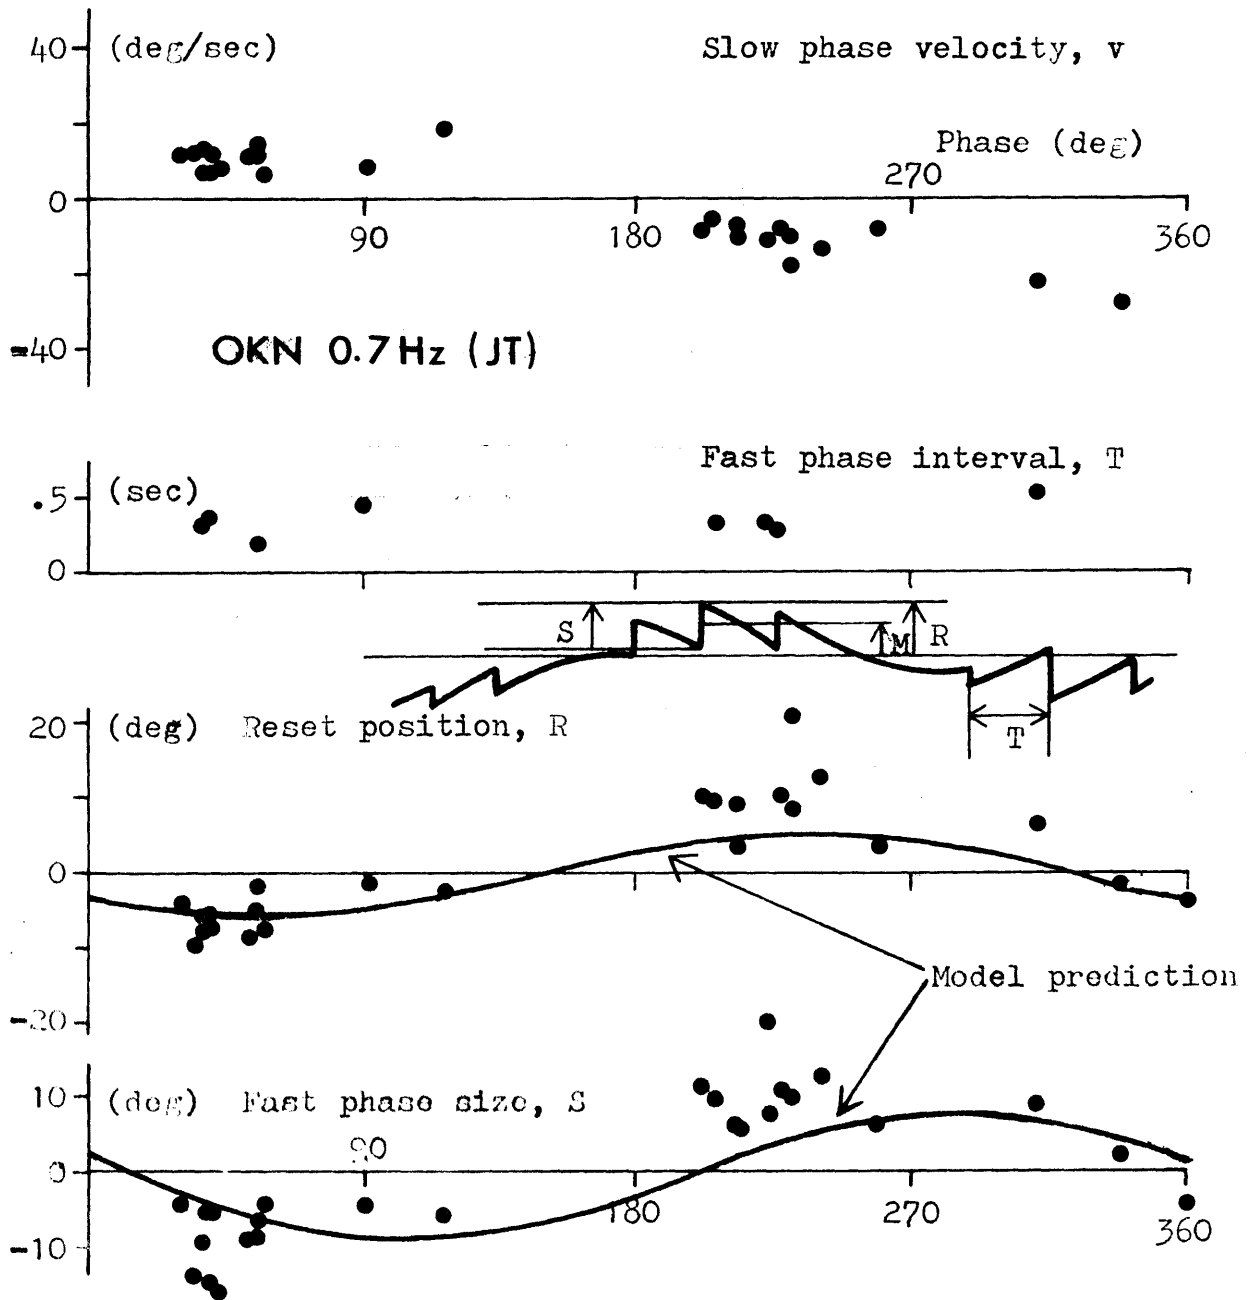 40 (deg/sec) Slow phase velocity, v
Phase (deg)
270
0
90 180 360
-40 OKN 0.7Hz (JT)
Fast phase interval, T
.5 (sec)
0
S M R
T
20 (deg) Reset position, R
0
Model prediction
-20
10 (deg) Fast phase size, S
90
0
180 270 360
-10